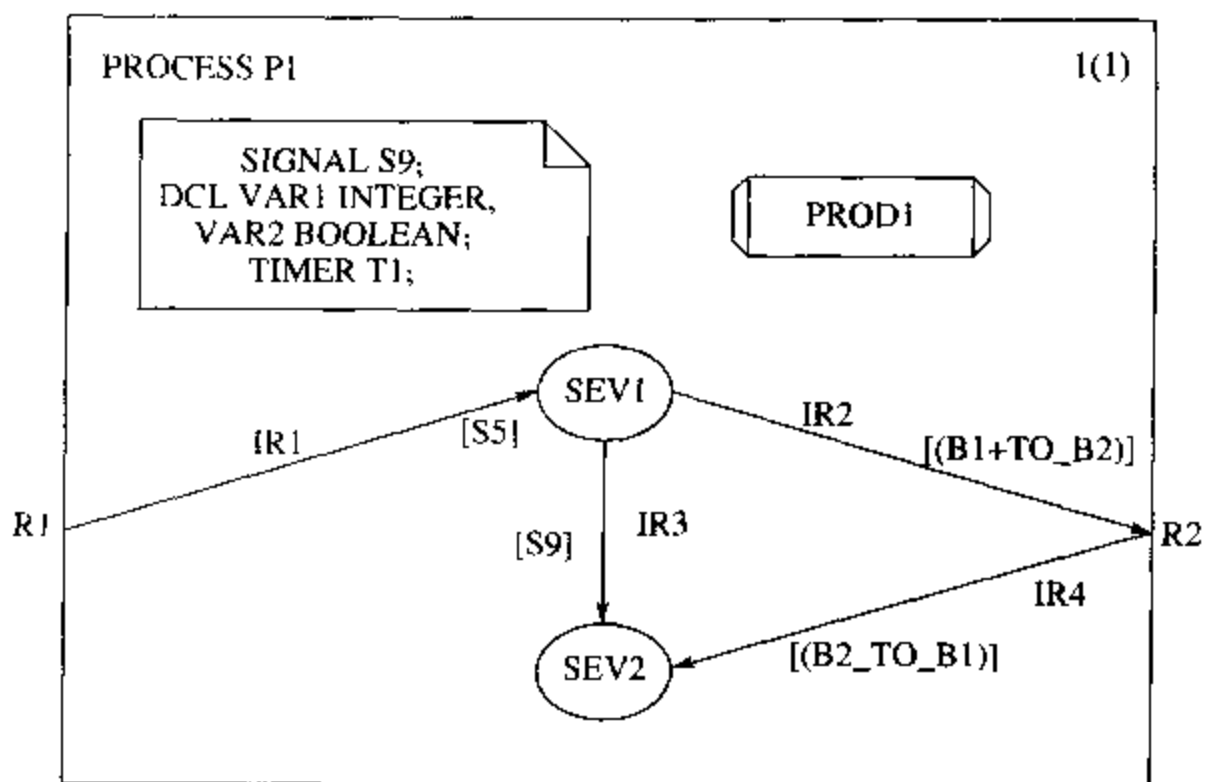 PROCESS P1
1(1)
SIGNAL S9;
DCL VAR1 INTEGER,
VAR2 BOOLEAN;
TIMER T1;
PROD1
SEV1
IR1
[S5]
IR2
[(B1+TO_B2)]
R1
[S9]
IR3
R2
IR4
SEV2
[(B2_TO_B1)]